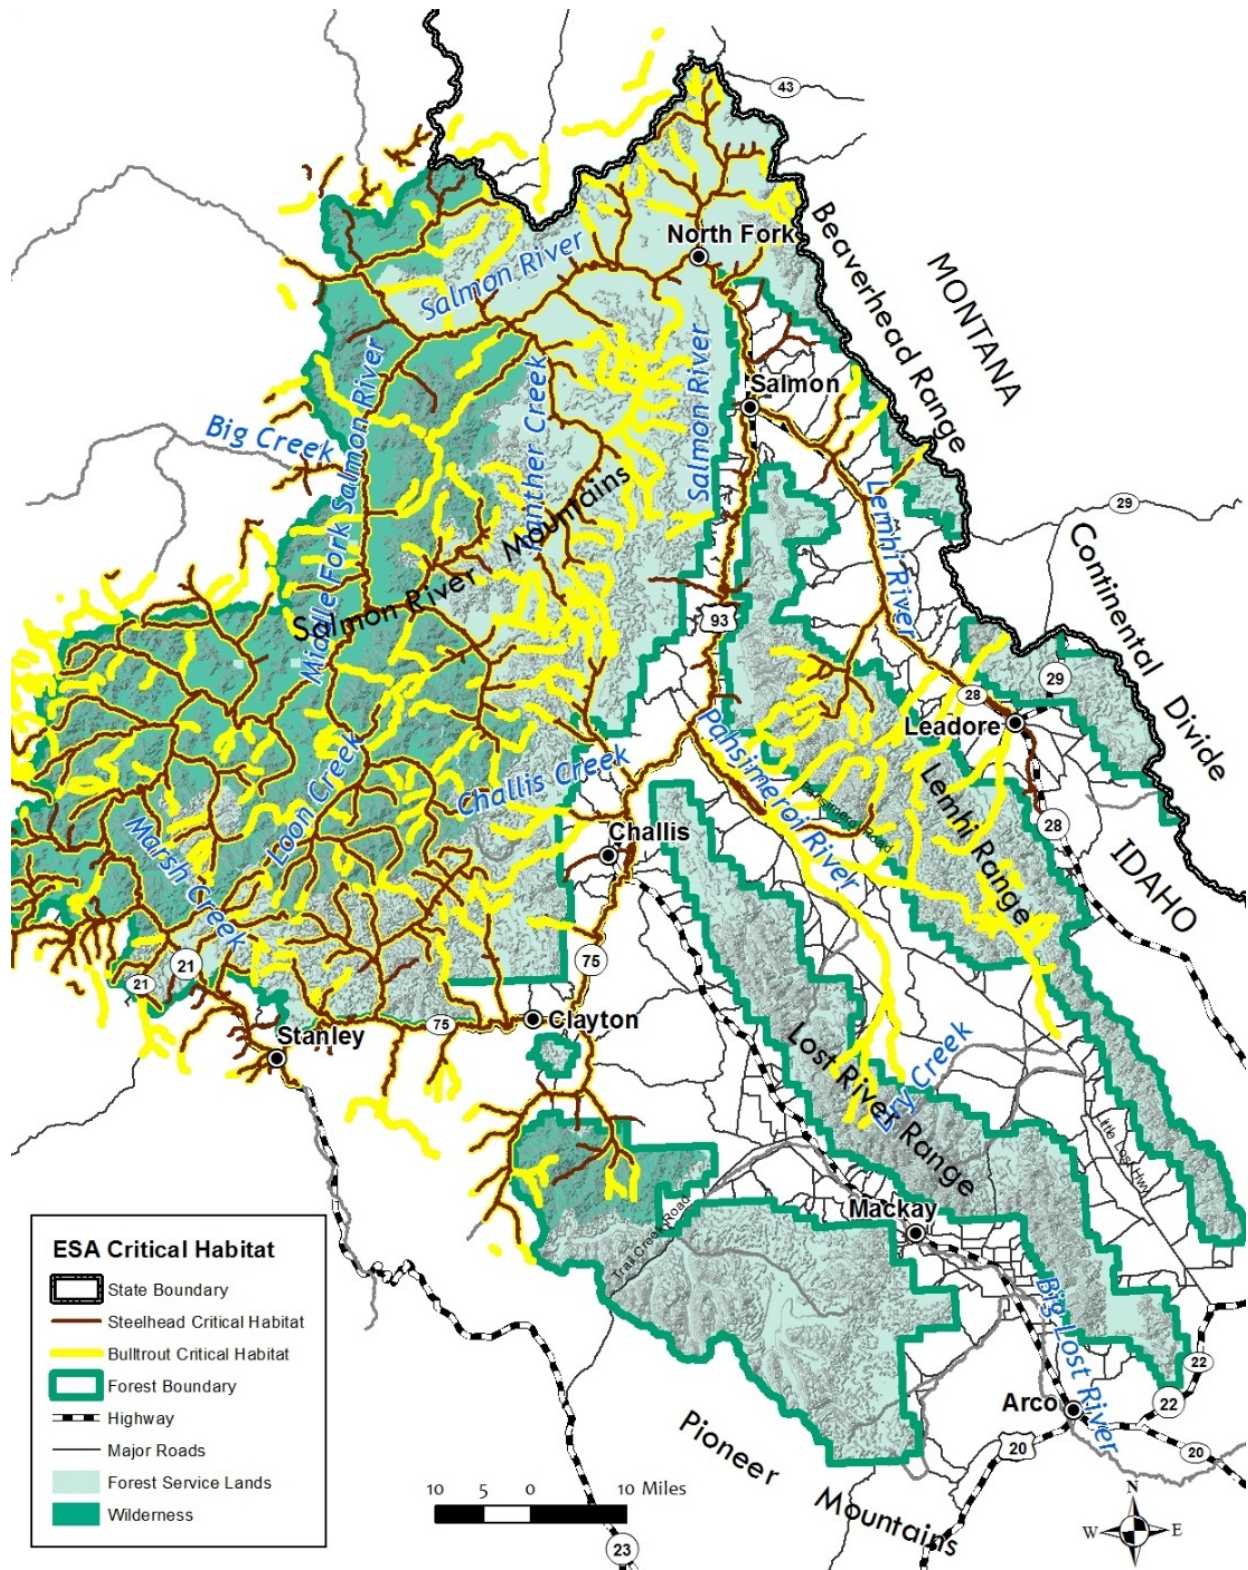 43
North Fork
Beaverhead Range
MONTANA
Salmon River
Salmon River
Salmon
Middle Fork Salmon River
Big Creek
Panther Creek
Lemhi River
29
Continental Divide
Salmon River Mountains
93
29
28
Leadore
Pahsimeroi River
Challis Creek
Loon Creek
Lemhi Range
Pahsimeroi Road
Marsh Creek
Challis
28
IDAHO
21
21
75
75
Clayton
Stanley
Lost River Range
Dry Creek
Little Lost Hwy
Mackay
Trail Creek Road
Big Lost River
22
22
Arco
20
20
Pioneer Mountains
23
ESA Critical Habitat
State Boundary
Steelhead Critical Habitat
Bulltrout Critical Habitat
Forest Boundary
Highway
Major Roads
Forest Service Lands
Wilderness
10 5 0 10 Miles
N
W E
S